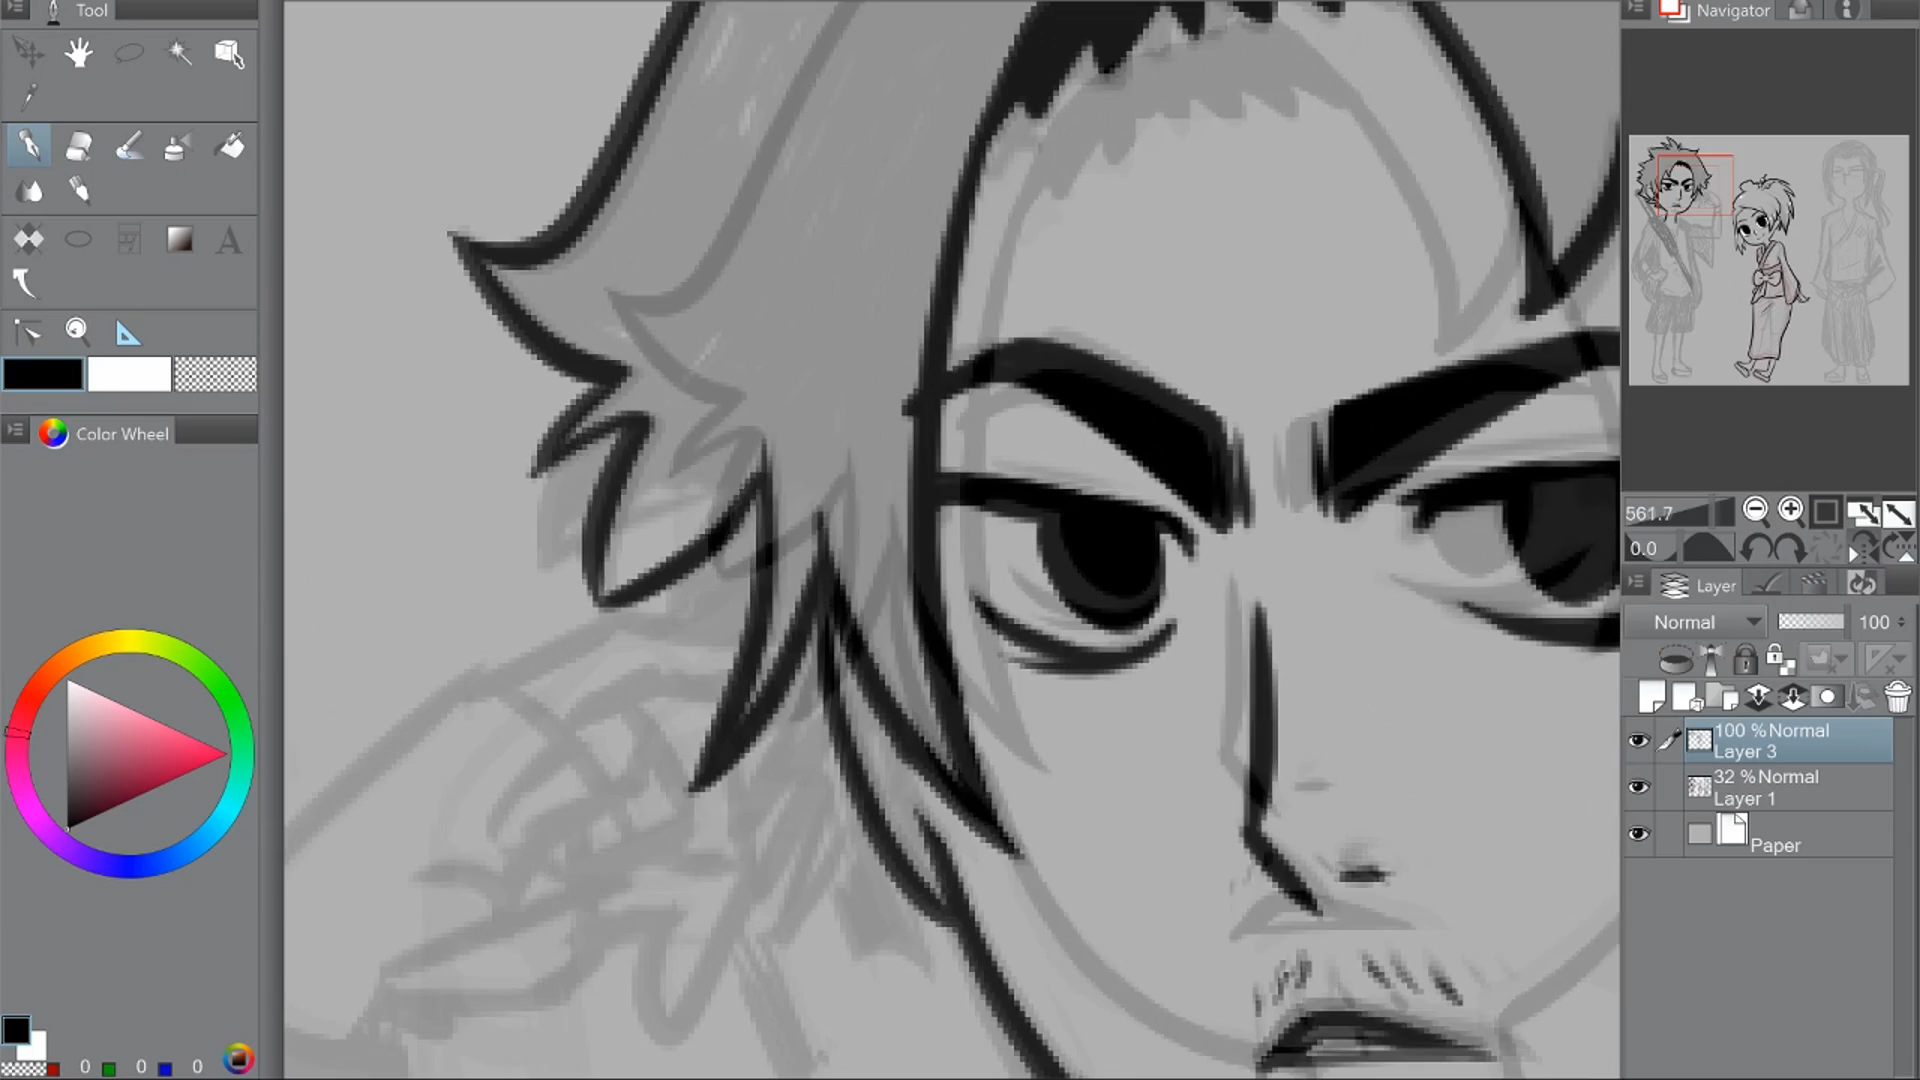 Tool
Navigator
Color Wheel
561.7
0.0
Layer
Normal
100
100 %Normal
Layer 3
32 %Normal
Layer 1
Paper
0
0
0